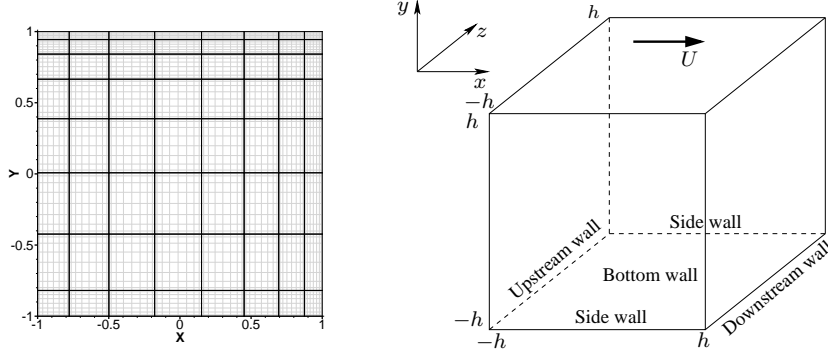 1
0.5
0
-0.5
-1
Y
-1
-0.5
0
0.5
1
X
y
z
x
h
U
−h
h
Side wall
Upstream wall
Bottom wall
Downstream wall
−h
Side wall
−h
h